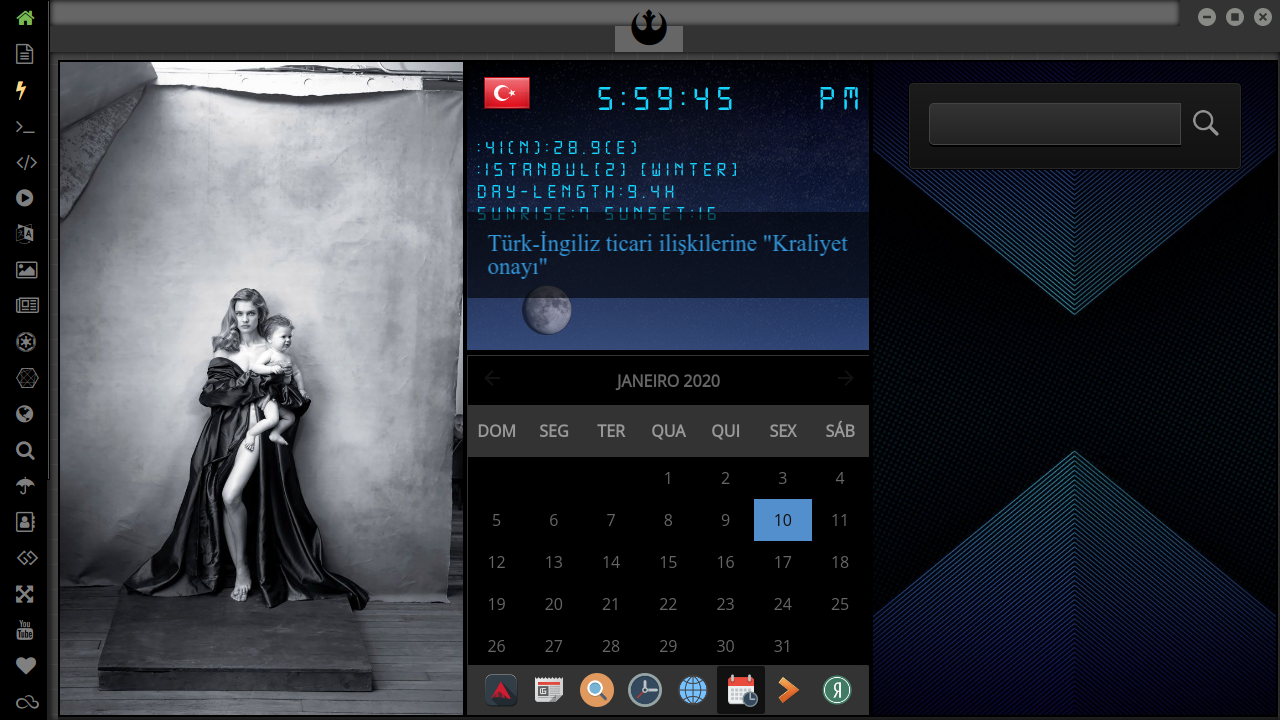 5:59:45 PM
:41(N):28.9(E)
:ISTANBUL(2) (WINTER)
DAY-LENGTH:9.4H
SUNRISE:7 SUNSET:16
Türk-İngiliz ticari ilişkilerine "Kraliyet
onayı"
JANEIRO 2020
DOM SEG TER QUA QUI SEX SÁB
1 2 3 4
5 6 7 8 9 10 11
12 13 14 15 16 17 18
19 20 21 22 23 24 25
26 27 28 29 30 31
You
Tube